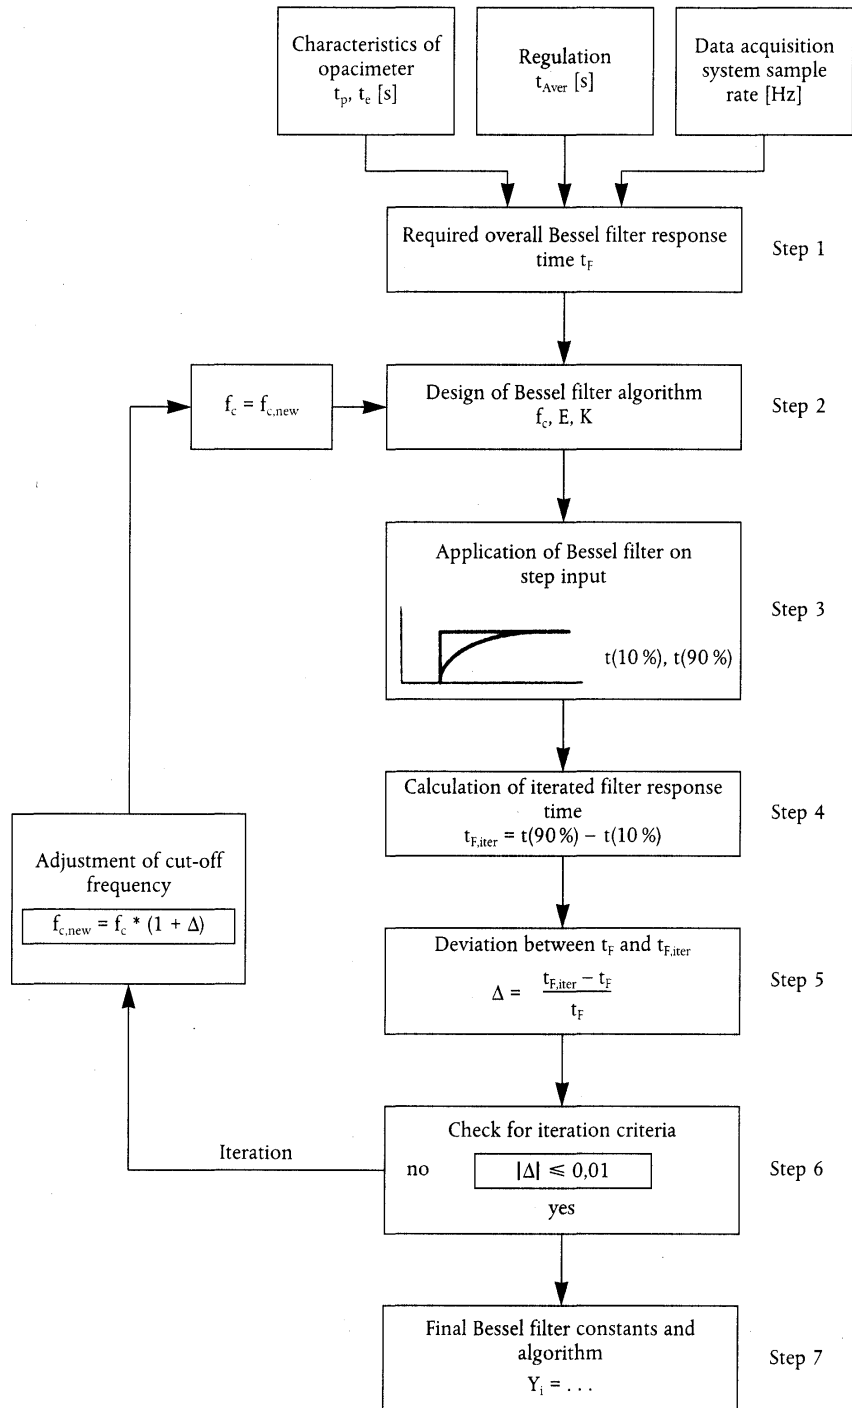 Characteristics of
opacimeter
t_p, t_e [s]
Regulation
t_Aver [s]
Data acquisition
system sample
rate [Hz]
Required overall Bessel filter response
time t_F
Step 1
f_c = f_c,new
Design of Bessel filter algorithm
f_c, E, K
Step 2
Application of Bessel filter on
step input
t(10 %), t(90 %)
Step 3
Calculation of iterated filter response
time
t_F,iter = t(90 %) − t(10 %)
Step 4
Adjustment of cut-off
frequency
f_c,new = f_c * (1 + Δ)
Deviation between t_F and t_F,iter
Δ = (t_F,iter − t_F) / t_F
Step 5
Iteration
Check for iteration criteria
no
|Δ| ⩽ 0,01
yes
Step 6
Final Bessel filter constants and
algorithm
Y_i = . . .
Step 7